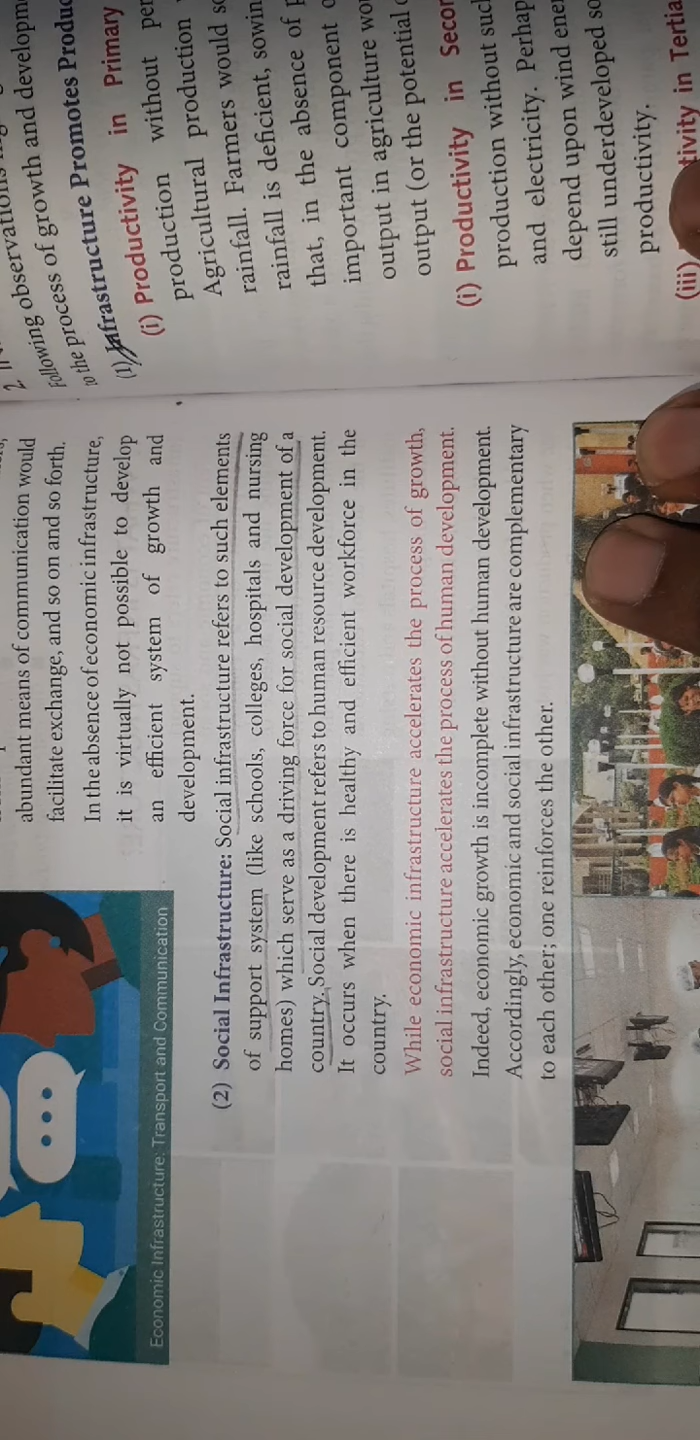 abundant means of communication would
facilitate exchange, and so on and so forth.
In the absence of economic infrastructure,
it is virtually not possible to develop
an efficient system of growth and
development.
Economic Infrastructure: Transport and Communication
(2) Social Infrastructure: Social infrastructure refers to such elements
of support system (like schools, colleges, hospitals and nursing
homes) which serve as a driving force for social development of a
country. Social development refers to human resource development.
It occurs when there is healthy and efficient workforce in the
country.
While economic infrastructure accelerates the process of growth,
social infrastructure accelerates the process of human development.
Indeed, economic growth is incomplete without human development.
Accordingly, economic and social infrastructure are complementary
to each other; one reinforces the other.
Following observations
to the process of growth and
(1) Infrastructure Promotes
(i) Productivity in Primary
production without
Agricultural production
rainfall. Farmers would
rainfall is deficient,
that, in the absence of
important component
output in agriculture
output (or the potential
(i) Productivity in
production without
and electricity.
depend upon wind
still underdeveloped
productivity.
(iii)